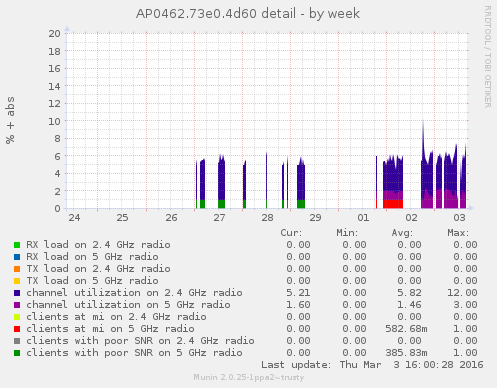 AP0462.73e0.4d60 detail - by week
RRDTOOL / TOBI OETIKER
% + abs
20
18
16
14
12
10
8
6
4
2
0
24 25 26 27 28 29 01 02 03
Cur: Min: Avg: Max:
RX load on 2.4 GHz radio 0.00 0.00 0.00 0.00
RX load on 5 GHz radio 0.00 0.00 0.00 0.00
TX load on 2.4 GHz radio 0.00 0.00 0.00 0.00
TX load on 5 GHz radio 0.00 0.00 0.00 0.00
channel utilization on 2.4 GHz radio 5.21 0.00 5.82 12.00
channel utilization on 5 GHz radio 1.60 0.00 1.46 3.00
clients at mi on 2.4 GHz radio 0.00 0.00 0.00 0.00
clients at mi on 5 GHz radio 0.00 0.00 582.68m 1.00
clients with poor SNR on 2.4 GHz radio 0.00 0.00 0.00 0.00
clients with poor SNR on 5 GHz radio 0.00 0.00 385.83m 1.00
Last update: Thu Mar 3 16:00:28 2016
Munin 2.0.25-1ppa2~trusty